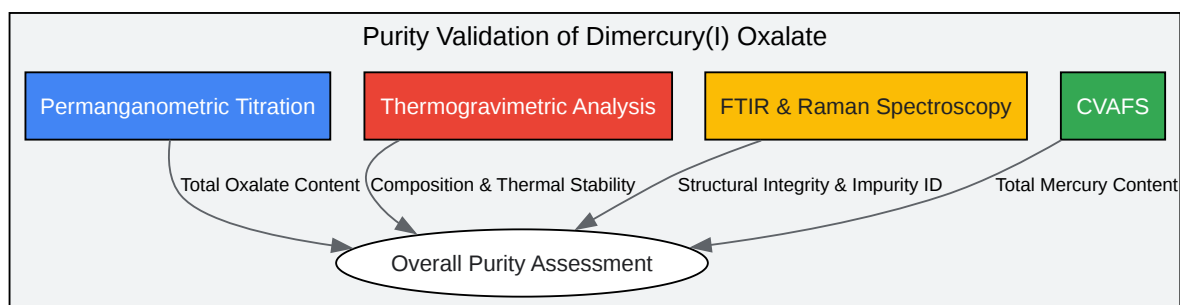 Purity Validation of Dimercury(I) Oxalate
Permanganometric Titration
Thermogravimetric Analysis
FTIR & Raman Spectroscopy
CVAFS
Total Oxalate Content
Composition & Thermal Stability
Structural Integrity & Impurity ID
Total Mercury Content
Overall Purity Assessment